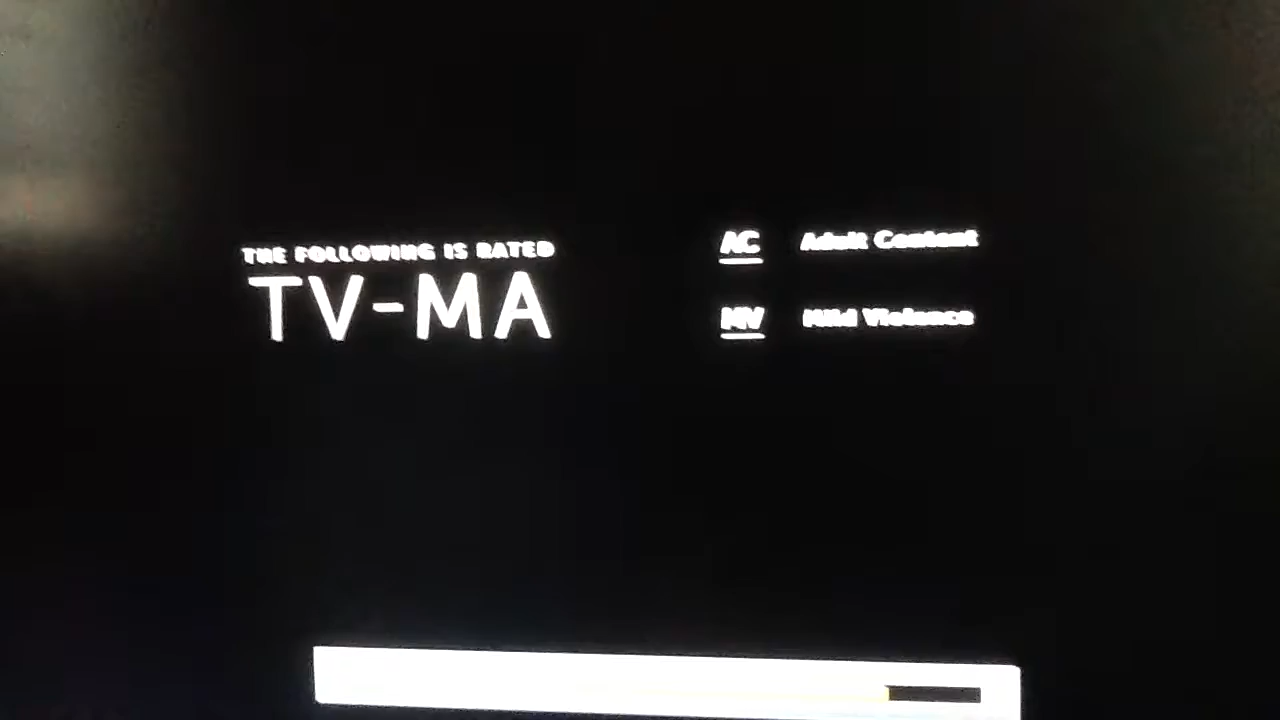 THE FOLLOWING IS RATED
TV-MA
AC Adult Content
MV Mild Violence